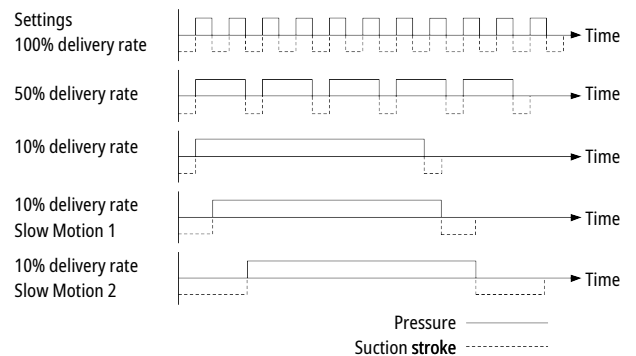 Settings
100% delivery rate
Time
50% delivery rate
Time
10% delivery rate
Time
10% delivery rate
Slow Motion 1
Time
10% delivery rate
Slow Motion 2
Time
Pressure
Suction stroke